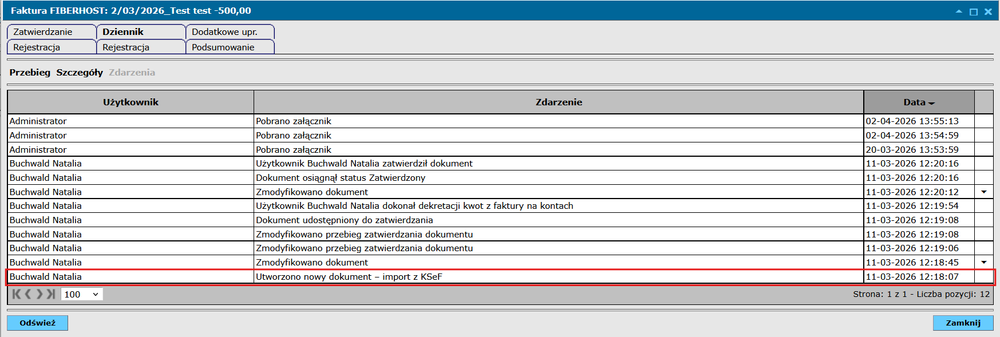 Faktura FIBERHOST: 2/03/2026_Test test -500,00
Zatwierdzanie Dziennik Dodatkowe upr.
Rejestracja Rejestracja Podsumowanie
Przebieg Szczegóły Zdarzenia
Użytkownik Zdarzenie Data
Administrator Pobrano załącznik 02-04-2026 13:55:13
Administrator Pobrano załącznik 02-04-2026 13:54:59
Administrator Pobrano załącznik 20-03-2026 13:53:59
Buchwald Natalia Użytkownik Buchwald Natalia zatwierdził dokument 11-03-2026 12:20:16
Buchwald Natalia Dokument osiągnął status Zatwierdzony 11-03-2026 12:20:16
Buchwald Natalia Zmodyfikowano dokument 11-03-2026 12:20:12
Buchwald Natalia Użytkownik Buchwald Natalia dokonał dekretacji kwot z faktury na kontach 11-03-2026 12:19:54
Buchwald Natalia Dokument udostępniony do zatwierdzania 11-03-2026 12:19:08
Buchwald Natalia Zmodyfikowano przebieg zatwierdzania dokumentu 11-03-2026 12:19:08
Buchwald Natalia Zmodyfikowano przebieg zatwierdzania dokumentu 11-03-2026 12:19:06
Buchwald Natalia Zmodyfikowano dokument 11-03-2026 12:18:45
Buchwald Natalia Utworzono nowy dokument – import z KSeF 11-03-2026 12:18:07
100 Strona: 1 z 1 - Liczba pozycji: 12
Odśwież Zamknij